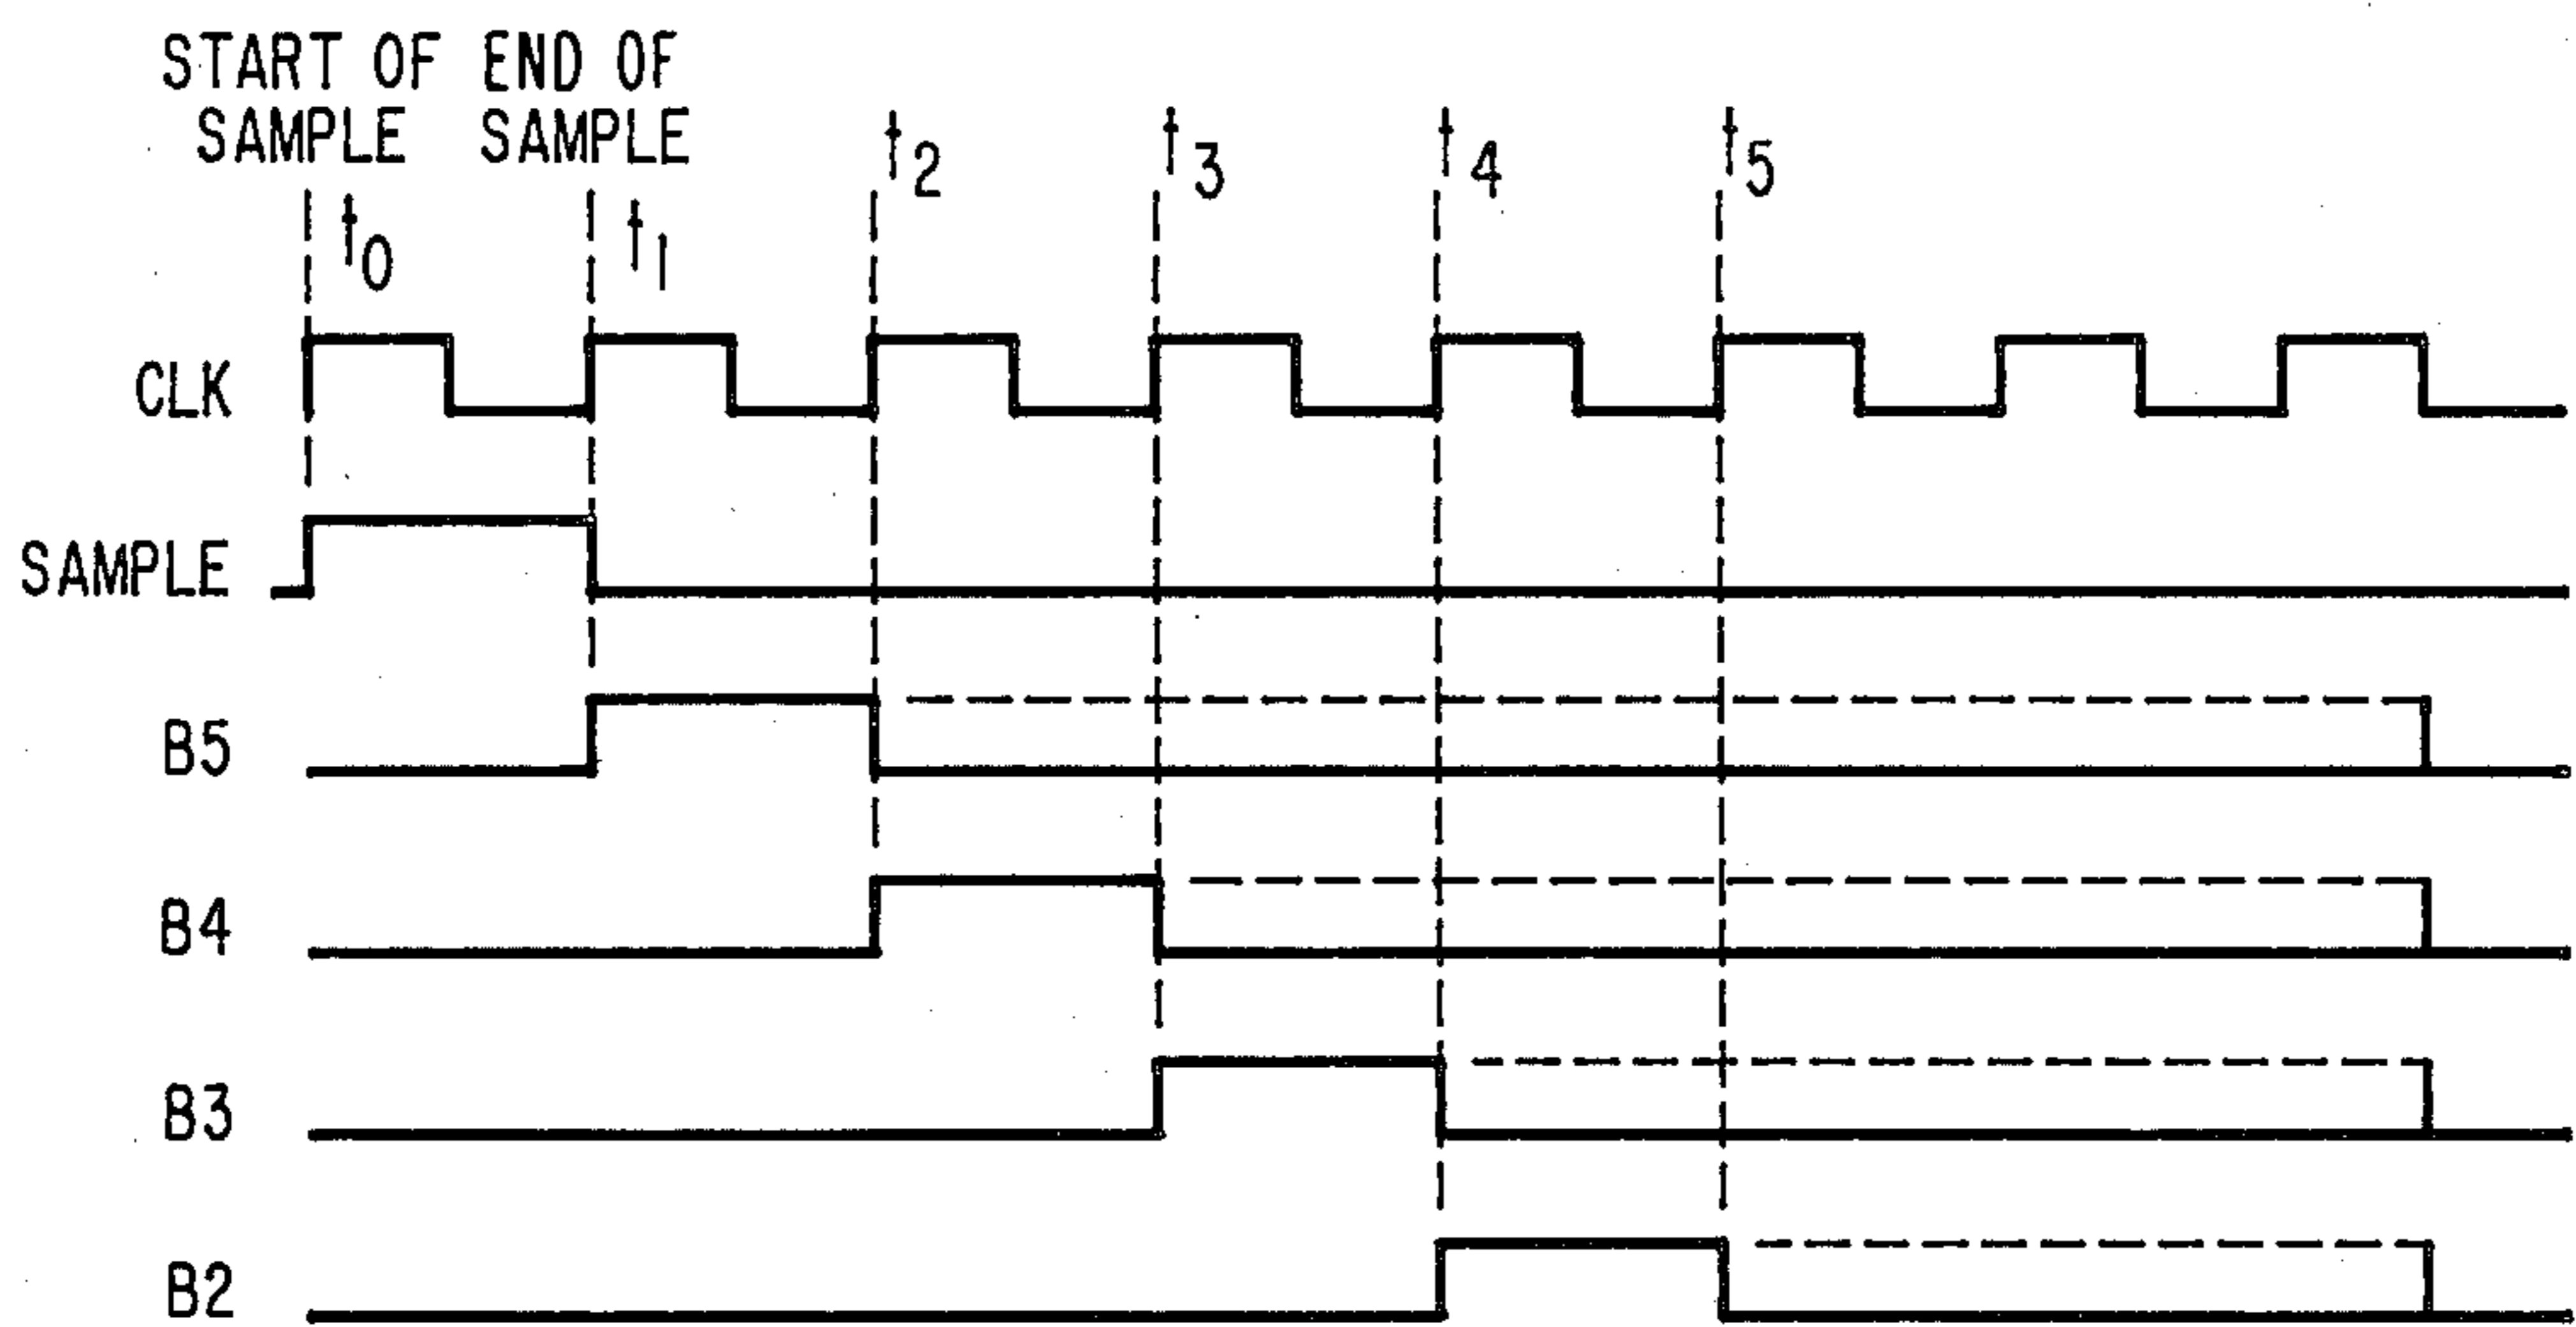 START OF END OF
SAMPLE SAMPLE
t0 t1 t2 t3 t4 t5
CLK
SAMPLE
B5
B4
B3
B2